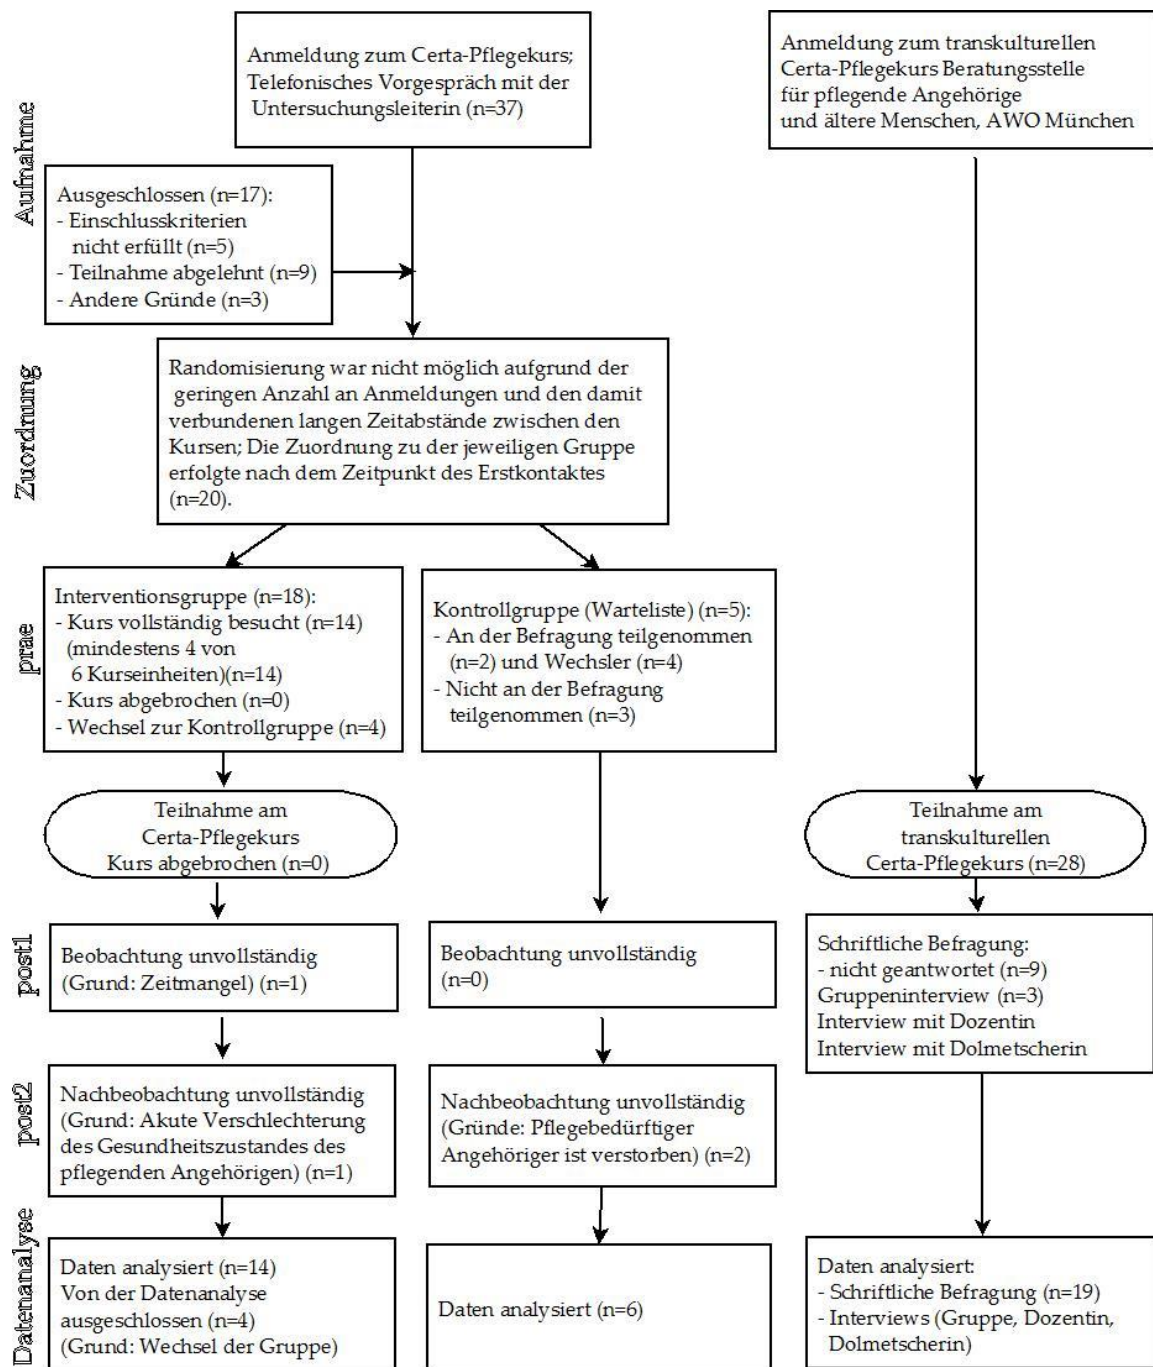 Aufnahme
Anmeldung zum Certa-Pflegekurs;
Telefonisches Vorgespräch mit der
Untersuchungsleiterin (n=37)
Anmeldung zum transkulturellen
Certa-Pflegekurs Beratungsstelle
für pflegende Angehörige
und ältere Menschen, AWO München
Ausgeschlossen (n=17):
- Einschlusskriterien
nicht erfüllt (n=5)
- Teilnahme abgelehnt (n=9)
- Andere Gründe (n=3)
Zuordnung
Randomisierung war nicht möglich aufgrund der
geringen Anzahl an Anmeldungen und den damit
verbundenen langen Zeitabstände zwischen den
Kursen; Die Zuordnung zu der jeweiligen Gruppe
erfolgte nach dem Zeitpunkt des Erstkontaktes
(n=20).
prae
Interventionsgruppe (n=18):
- Kurs vollständig besucht (n=14)
(mindestens 4 von
6 Kurseinheiten)(n=14)
- Kurs abgebrochen (n=0)
- Wechsel zur Kontrollgruppe (n=4)
Kontrollgruppe (Warteliste) (n=5):
- An der Befragung teilgenommen
(n=2) und Wechsler (n=4)
- Nicht an der Befragung
teilgenommen (n=3)
Teilnahme am
Certa-Pflegekurs
Kurs abgebrochen (n=0)
Teilnahme am
transkulturellen
Certa-Pflegekurs (n=28)
post1
Beobachtung unvollständig
(Grund: Zeitmangel) (n=1)
Beobachtung unvollständig
(n=0)
Schriftliche Befragung:
- nicht geantwortet (n=9)
Gruppeninterview (n=3)
Interview mit Dozentin
Interview mit Dolmetscherin
post2
Nachbeobachtung unvollständig
(Grund: Akute Verschlechterung
des Gesundheitszustandes des
pflegenden Angehörigen) (n=1)
Nachbeobachtung unvollständig
(Gründe: Pflegebedürftiger
Angehöriger ist verstorben) (n=2)
Datenanalyse
Daten analysiert (n=14)
Von der Datenanalyse
ausgeschlossen (n=4)
(Grund: Wechsel der Gruppe)
Daten analysiert (n=6)
Daten analysiert:
- Schriftliche Befragung (n=19)
- Interviews (Gruppe, Dozentin,
Dolmetscherin)